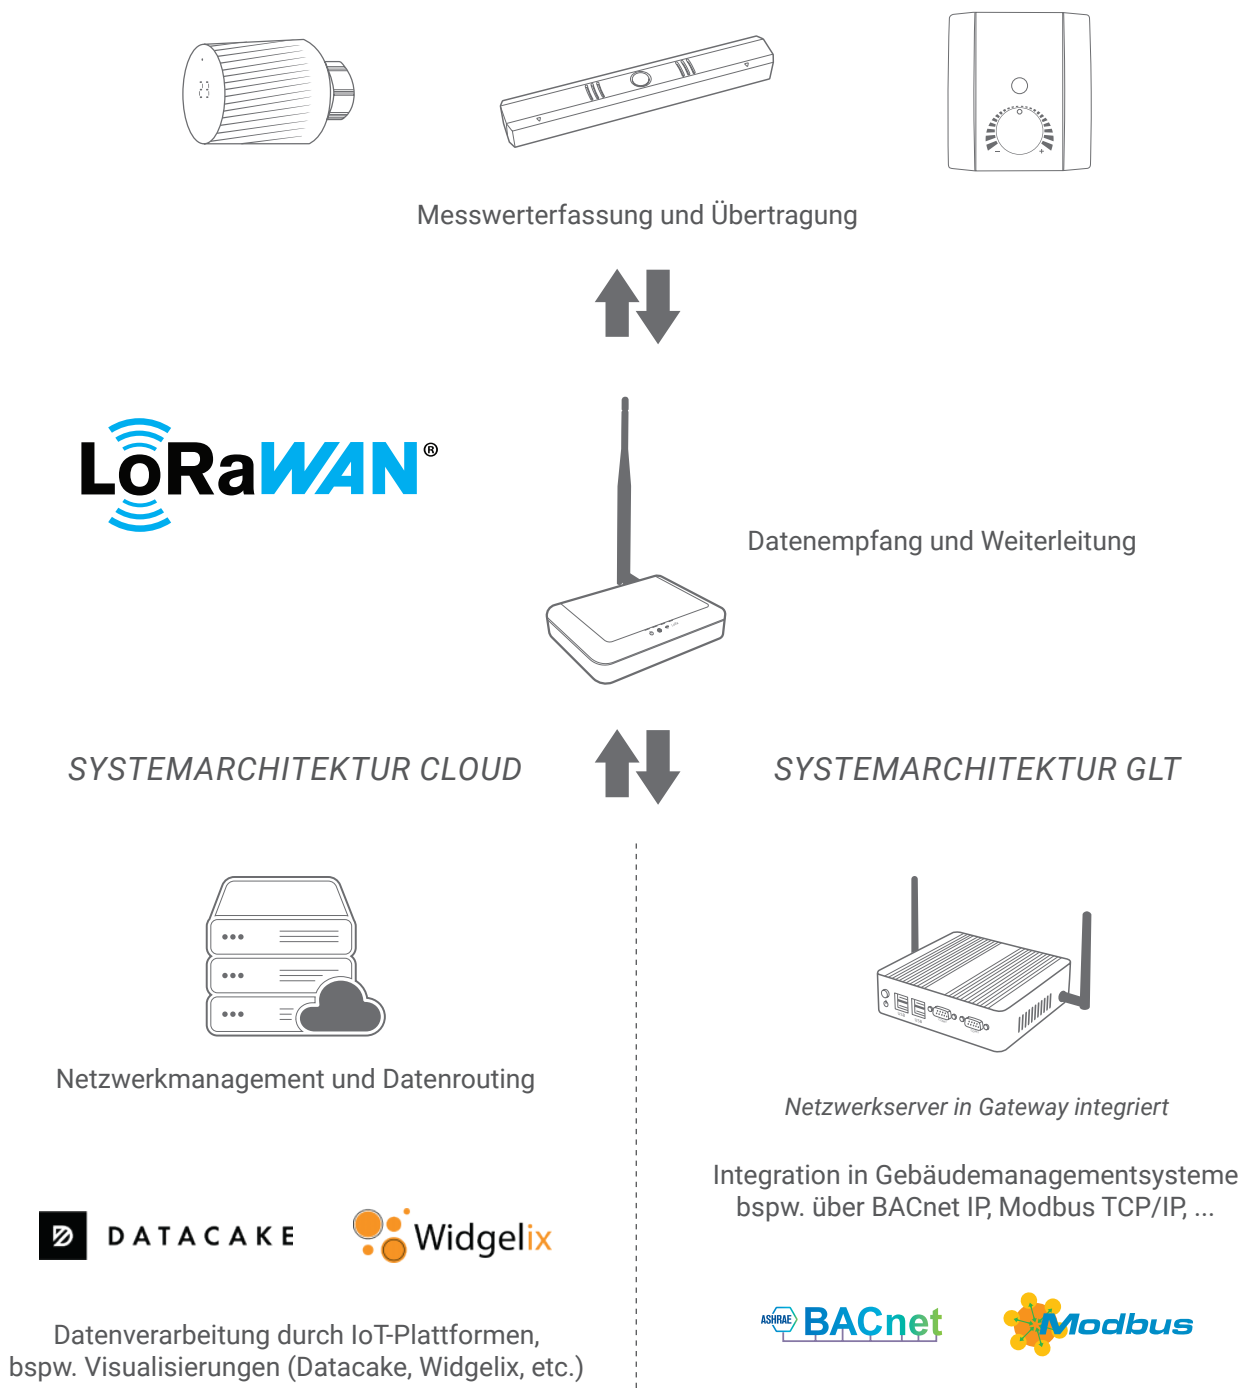 23
Messwerterfassung und Übertragung
LoRaWAN®
Datenempfang und Weiterleitung
SYSTEMARCHITEKTUR CLOUD
SYSTEMARCHITEKTUR GLT
Netzwerkmanagement und Datenrouting
Netzwerkserver in Gateway integriert
Integration in Gebäudemanagementsysteme
bspw. über BACnet IP, Modbus TCP/IP, ...
DATACAKE
Widgelix
ASHRAE BACnet
Modbus
Datenverarbeitung durch IoT-Plattformen,
bspw. Visualisierungen (Datacake, Widgelix, etc.)